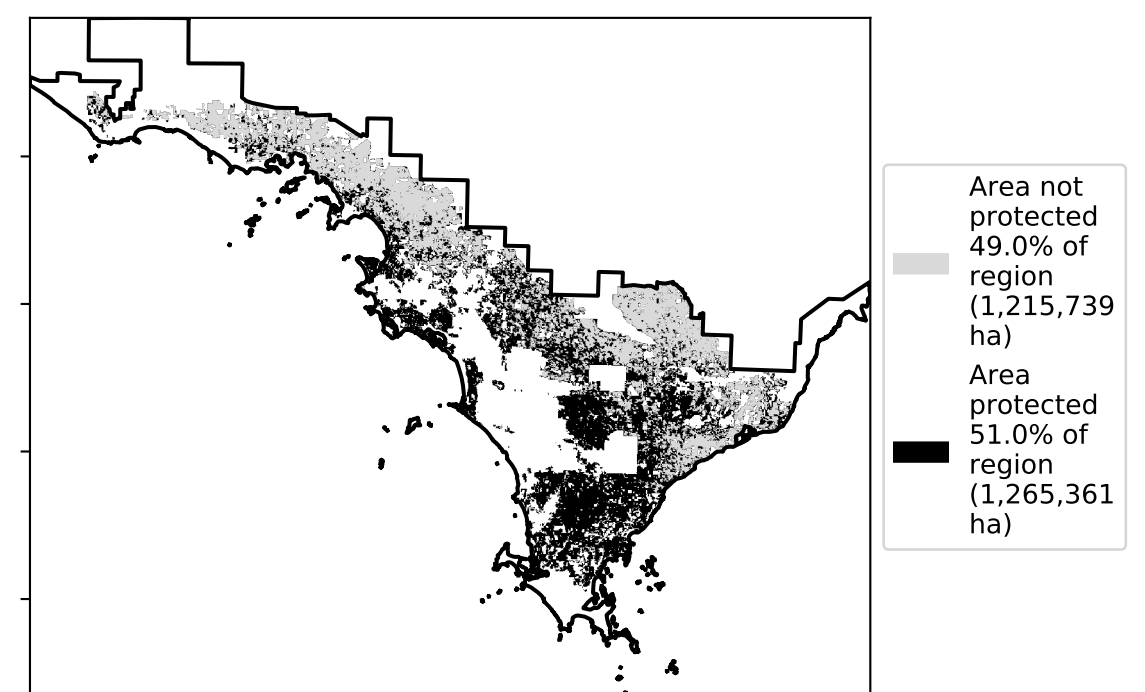 Area not
protected
49.0% of
region
(1,215,739
ha)
Area
protected
51.0% of
region
(1,265,361
ha)